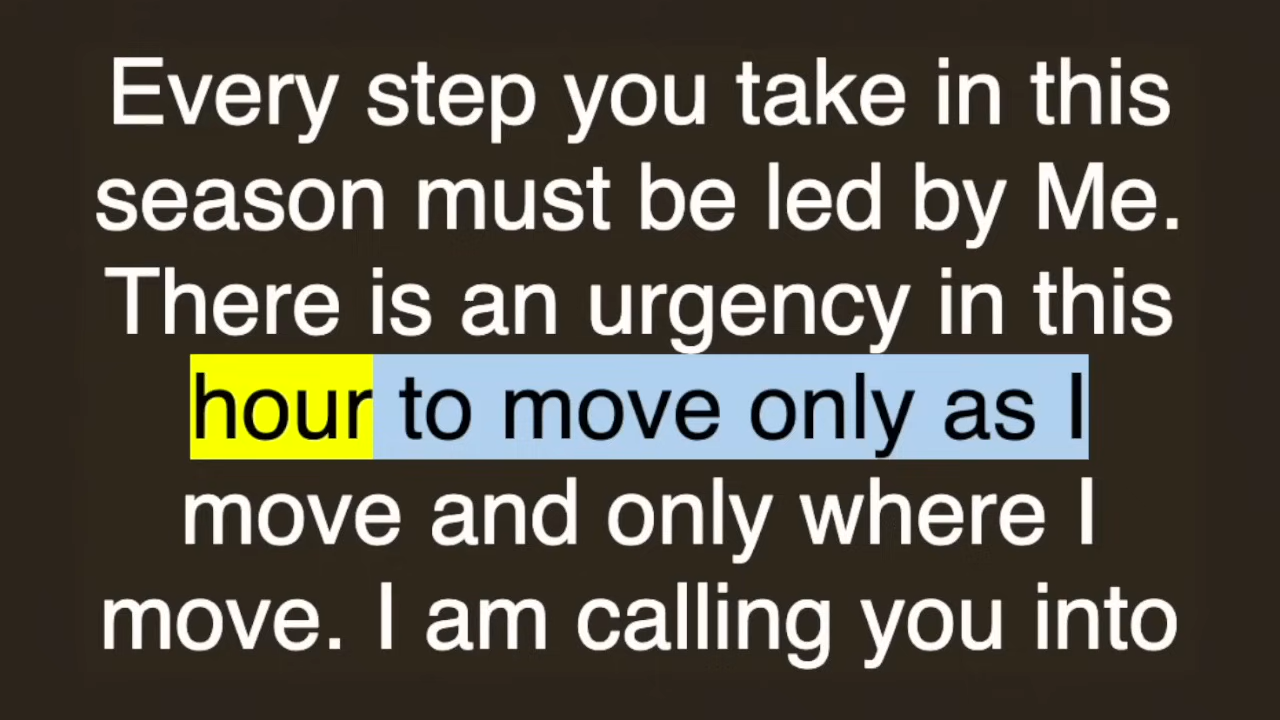 Every step you take in this
season must be led by Me.
There is an urgency in this
hour to move only as I
move and only where I
move. I am calling you into